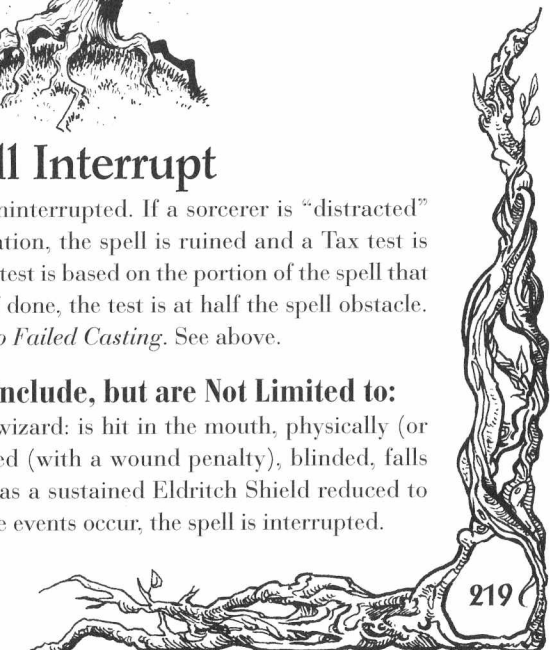 ll Interrupt
ninterrupted. If a sorcerer is “distracted”
ation, the spell is ruined and a Tax test is
test is based on the portion of the spell that
done, the test is at half the spell obstacle.
o Failed Casting. See above.
nclude, but are Not Limited to:
wizard: is hit in the mouth, physically (or
ed (with a wound penalty), blinded, falls
as a sustained Eldritch Shield reduced to
e events occur, the spell is interrupted.
219